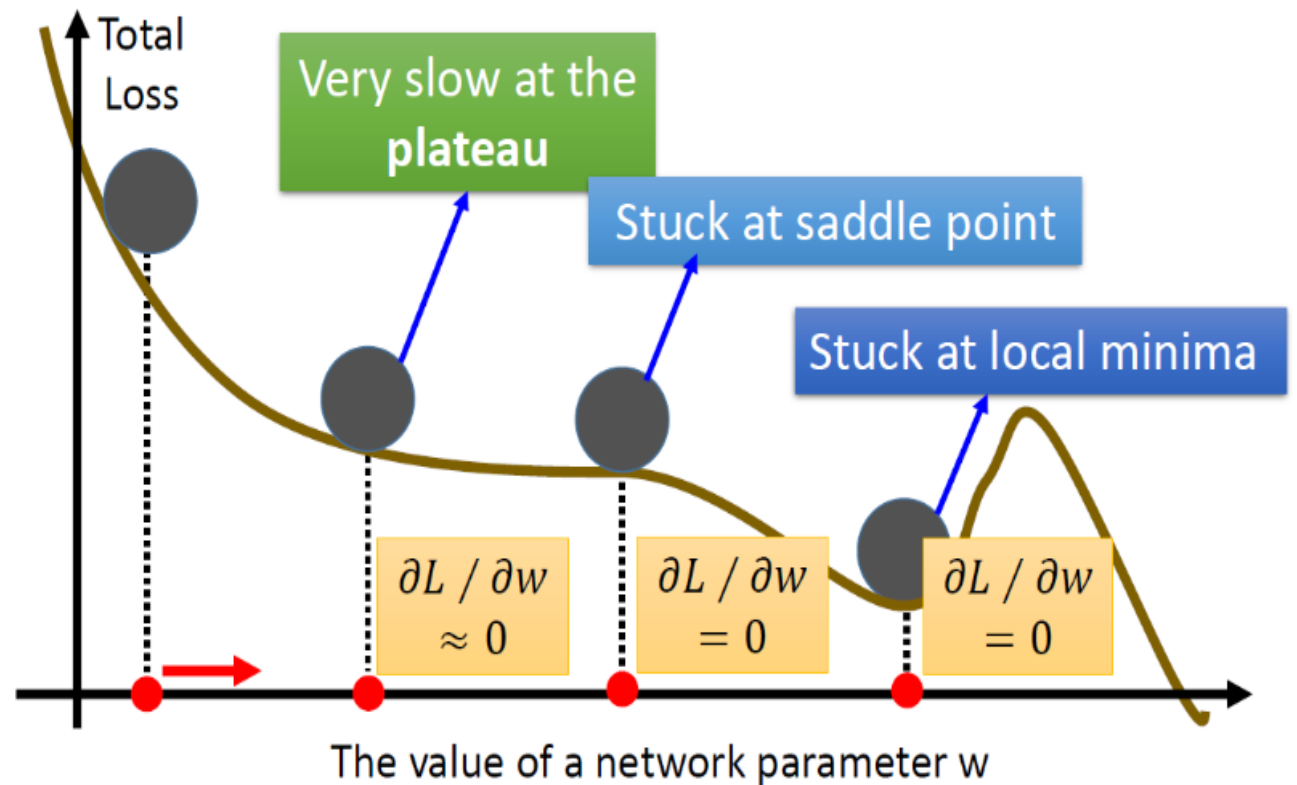 Total
Loss
Very slow at the
plateau
Stuck at saddle point
Stuck at local minima
∂L / ∂w
≈ 0
∂L / ∂w
= 0
∂L / ∂w
= 0
The value of a network parameter w